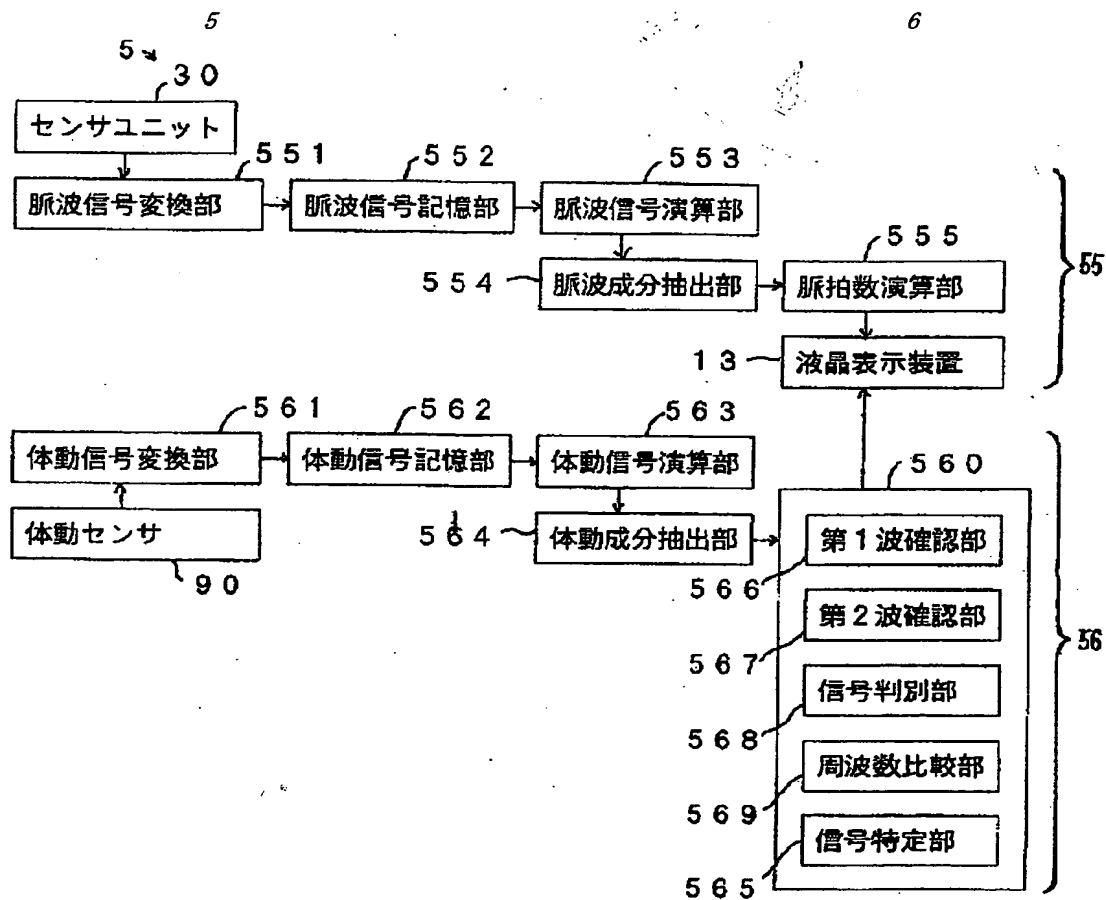 5
6
5
30
センサユニット
551
552
553
脈波信号変換部
脈波信号記憶部
脈波信号演算部
555
554
脈波成分抽出部
脈拍数演算部
55
13
液晶表示装置
561
562
563
体動信号変換部
体動信号記憶部
体動信号演算部
560
体動センサ
564
体動成分抽出部
90
第1波確認部
566
第2波確認部
567
56
信号判別部
568
周波数比較部
569
信号特定部
565